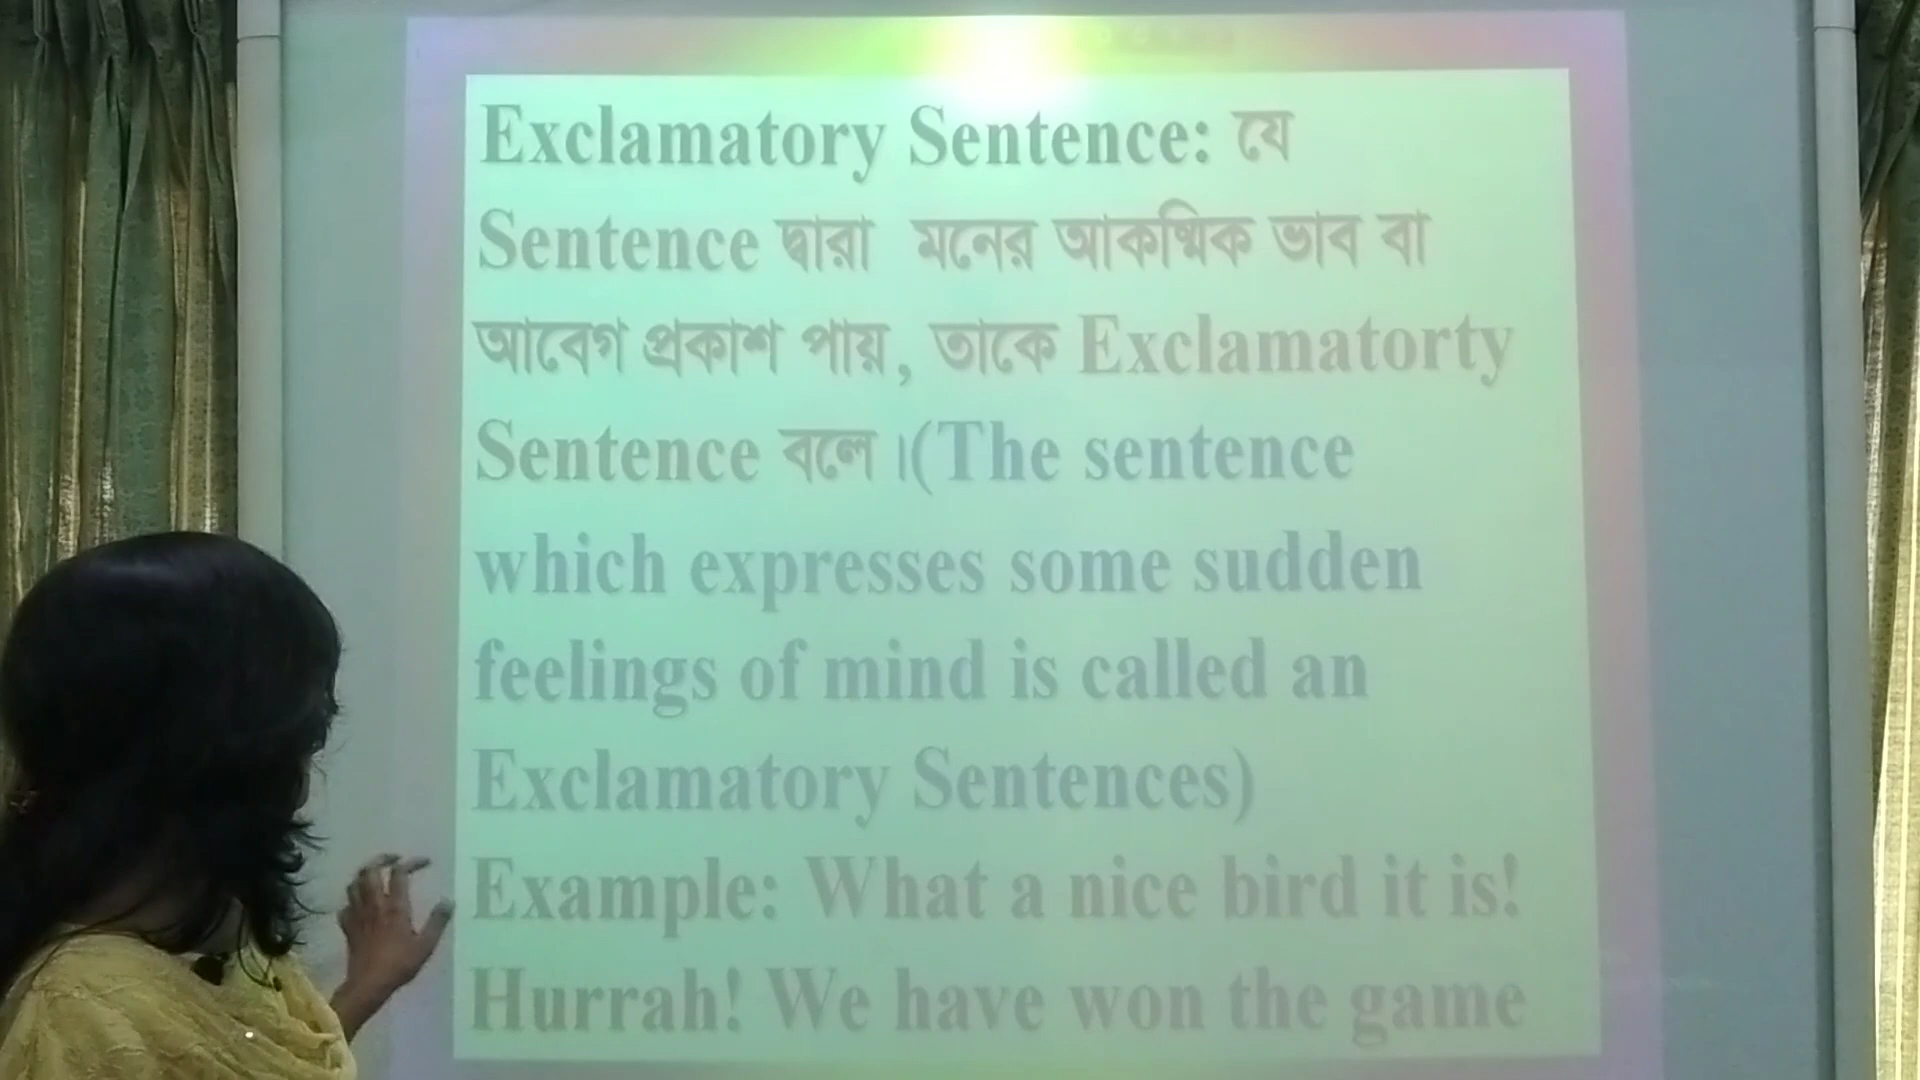 Exclamatory Sentence: যে
Sentence দ্বারা মনের আকষ্মিক ভাব বা
আবেগ প্রকাশ পায়, তাকে Exclamatorty
Sentence বলে।(The sentence
which expresses some sudden
feelings of mind is called an
Exclamatory Sentences)
Example: What a nice bird it is!
Hurrah! We have won the game